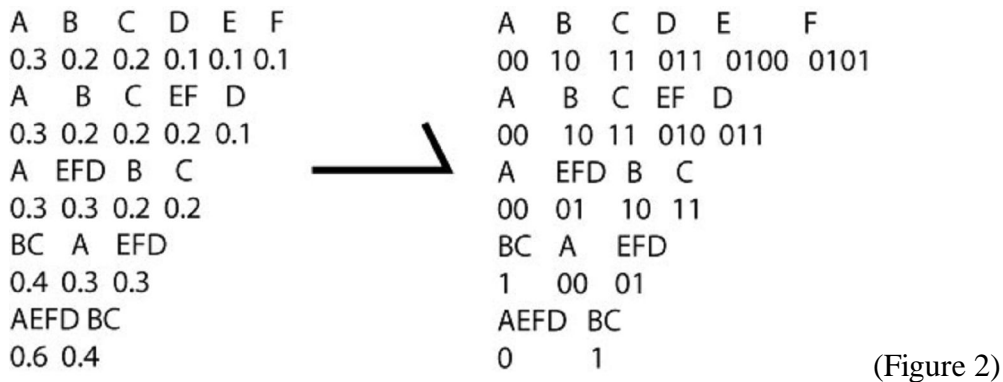 A B C D E F A B C D E F
0.3 0.2 0.2 0.1 0.1 0.1 00 10 11 011 0100 0101
A B C EF D A B C EF D
0.3 0.2 0.2 0.2 0.1 00 10 11 010 011
A EFD B C A EFD B C
0.3 0.3 0.2 0.2 00 01 10 11
BC A EFD BC A EFD
0.4 0.3 0.3 1 00 01
AEFD BC AEFD BC
0.6 0.4 0 1 (Figure 2)